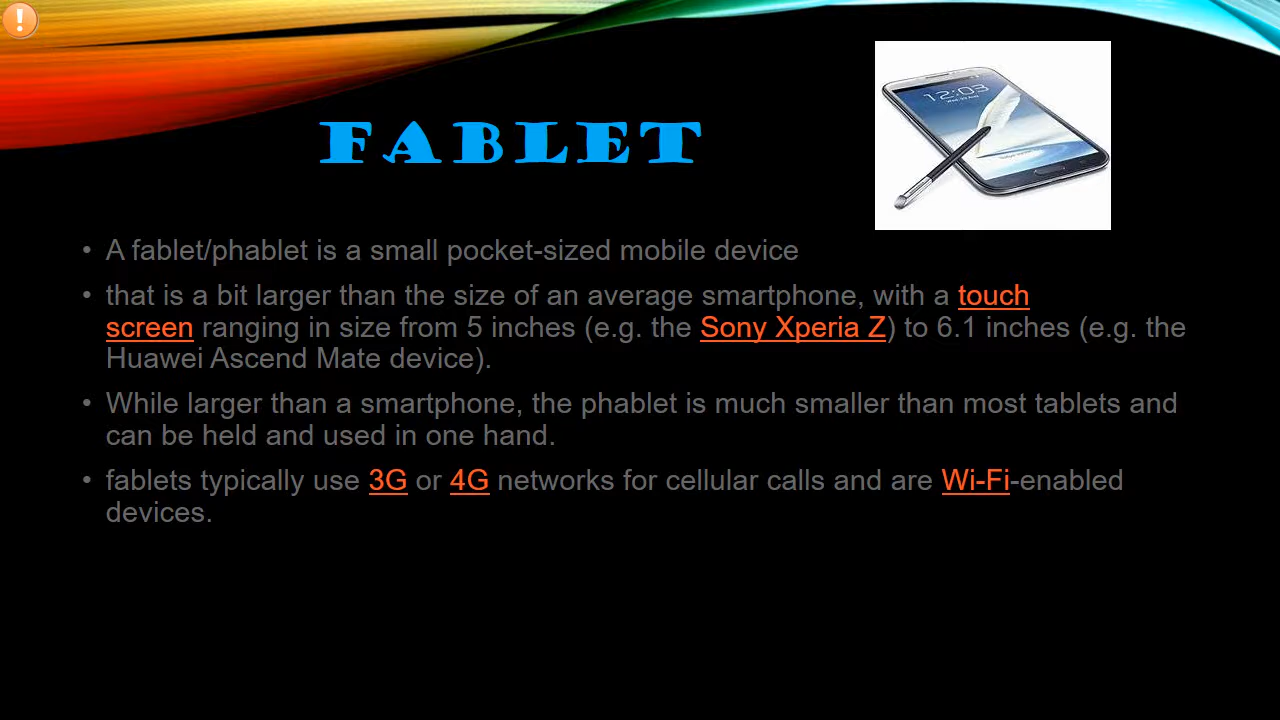 FABLET
12:03
• A fablet/phablet is a small pocket-sized mobile device
• that is a bit larger than the size of an average smartphone, with a touch
screen ranging in size from 5 inches (e.g. the Sony Xperia Z) to 6.1 inches (e.g. the
Huawei Ascend Mate device).
• While larger than a smartphone, the phablet is much smaller than most tablets and
can be held and used in one hand.
• fablets typically use 3G or 4G networks for cellular calls and are Wi-Fi-enabled
devices.